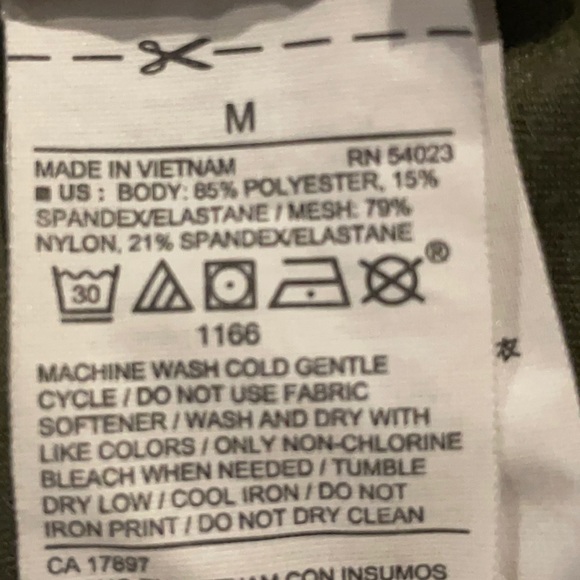 M
MADE IN VIETNAM RN 54023
US : BODY: 85% POLYESTER, 15%
SPANDEX/ELASTANE / MESH: 79%
NYLON, 21% SPANDEX/ELASTANE
30 ®
1166
MACHINE WASH COLD GENTLE
CYCLE / DO NOT USE FABRIC
SOFTENER / WASH AND DRY WITH
LIKE COLORS / ONLY NON-CHLORINE
BLEACH WHEN NEEDED / TUMBLE
DRY LOW / COOL IRON / DO NOT
IRON PRINT / DO NOT DRY CLEAN
CA 17897
CON INSUMOS